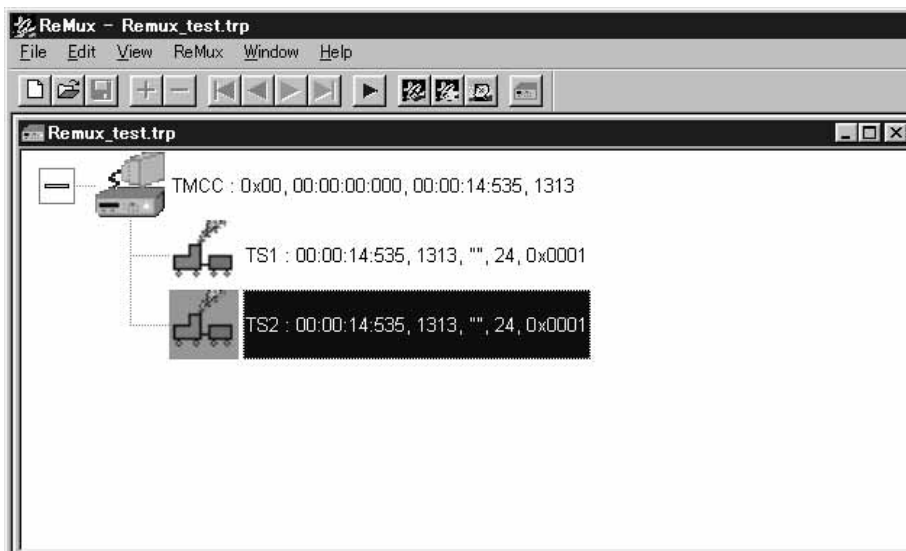 ReMux - Remux_test.trp
File Edit View ReMux Window Help
Remux_test.trp
TMCC : 0x00, 00:00:00:000, 00:00:14:535, 1313
TS1 : 00:00:14:535, 1313, "", 24, 0x0001
TS2 : 00:00:14:535, 1313, "", 24, 0x0001